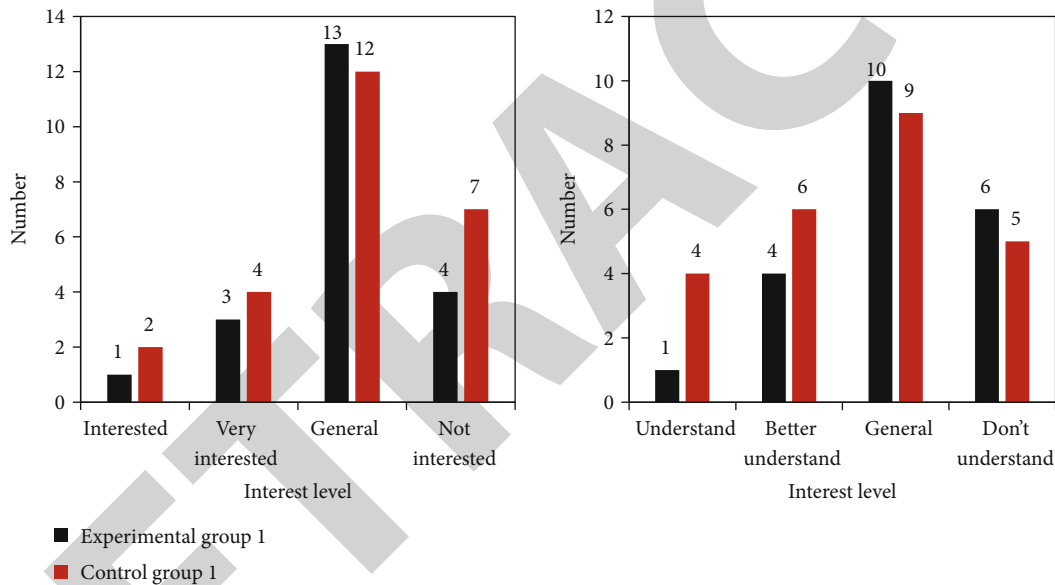 14
12
10
8
6
4
2
0
Number
1
2
3
4
13
12
4
7
Interested
Very
interested
General
Not
interested
Interest level
Experimental group 1
Control group 1
12
10
8
6
4
2
0
Number
1
4
4
6
10
9
6
5
Understand
Better
understand
General
Don't
understand
Interest level